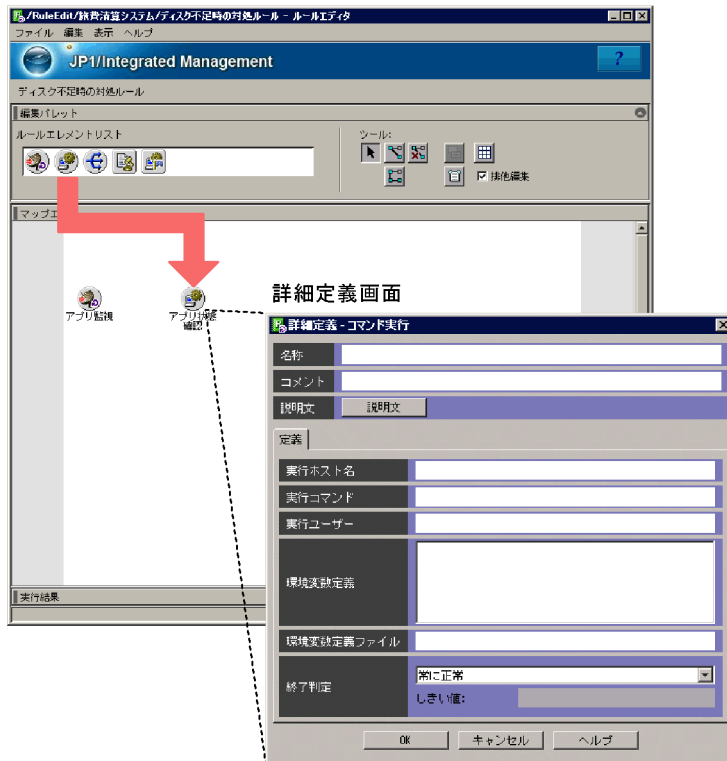 /RuleEdit/旅費清算システム/ディスク不足時の対処ルール - ルールエディタ
ファイル 編集 表示 ヘルプ
JP1/Integrated Management
?
ディスク不足時の対処ルール
編集パレット
ルールエレメントリスト
ツール:
排他編集
マップエ
アプリ監視
アプリ状態
確認
詳細定義画面
詳細定義 - コマンド実行
名称
コメント
説明文 説明文
定義
実行ホスト名
実行コマンド
実行ユーザー
環境変数定義
環境変数定義ファイル
終了判定
常に正常
しきい値:
実行結果
OK キャンセル ヘルプ